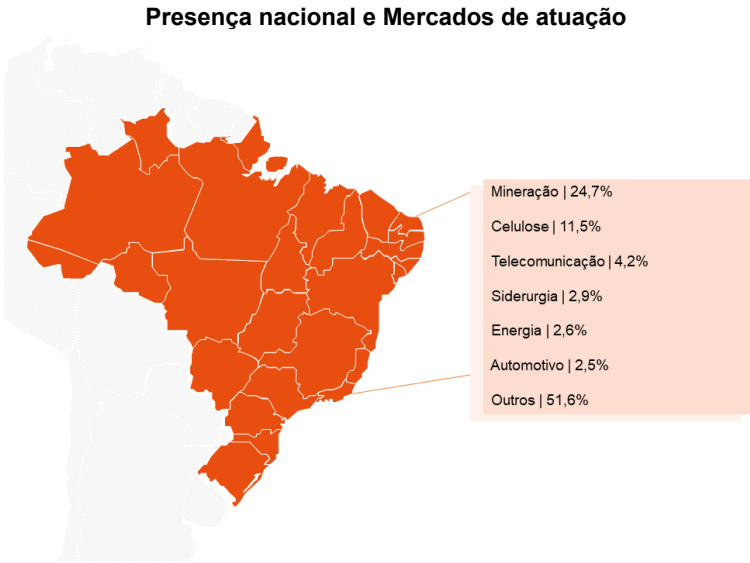 Presença nacional e Mercados de atuação
Mineração | 24,7%
Celulose | 11,5%
Telecomunicação | 4,2%
Siderurgia | 2,9%
Energia | 2,6%
Automotivo | 2,5%
Outros | 51,6%